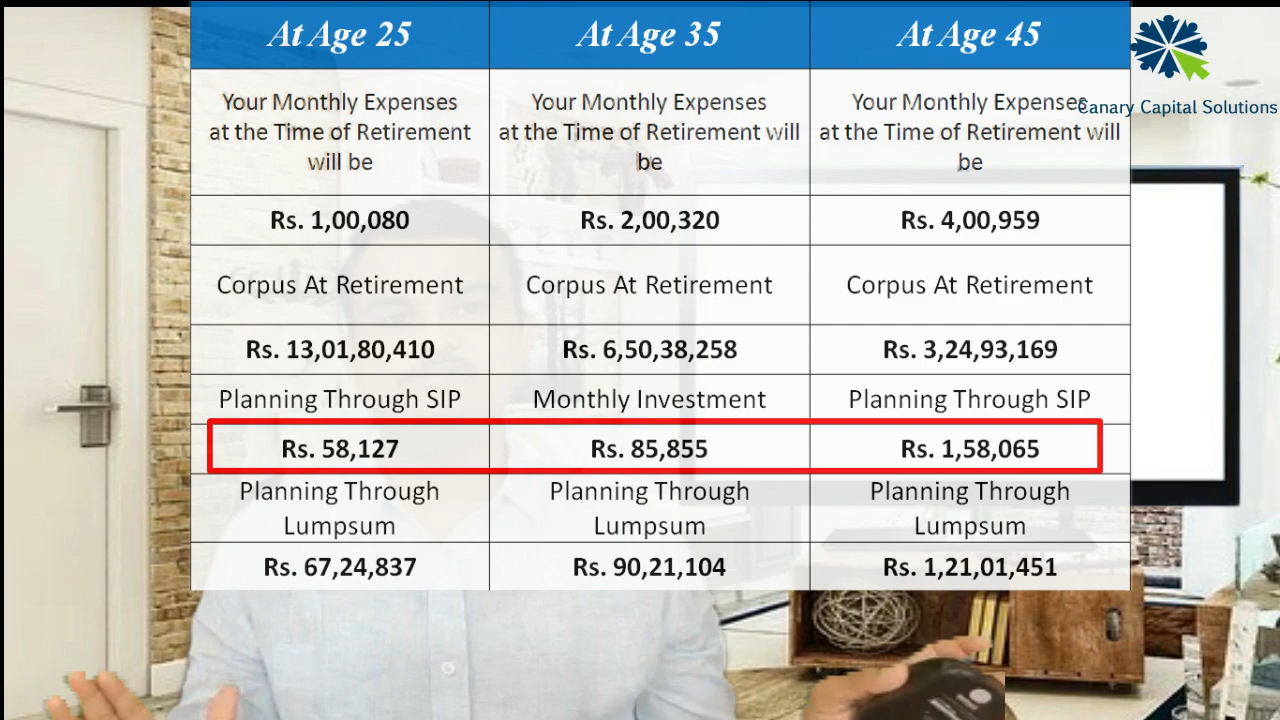 At Age 25
At Age 35
At Age 45
Your Monthly Expenses
at the Time of Retirement
will be
Your Monthly Expenses
at the Time of Retirement will
be
Your Monthly Expenses
at the Time of Retirement will
be
Canary Capital Solutions
Rs. 1,00,080
Rs. 2,00,320
Rs. 4,00,959
Corpus At Retirement
Corpus At Retirement
Corpus At Retirement
Rs. 13,01,80,410
Rs. 6,50,38,258
Rs. 3,24,93,169
Planning Through SIP
Monthly Investment
Planning Through SIP
Rs. 58,127
Rs. 85,855
Rs. 1,58,065
Planning Through
Lumpsum
Planning Through
Lumpsum
Planning Through
Lumpsum
Rs. 67,24,837
Rs. 90,21,104
Rs. 1,21,01,451